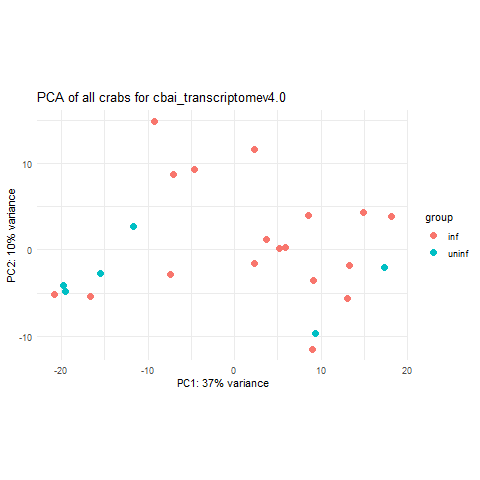 PCA of all crabs for cbai_transcriptomev4.0
PC2: 10% variance
10
0
-10
-20
-10
0
10
20
PC1: 37% variance
group
inf
uninf